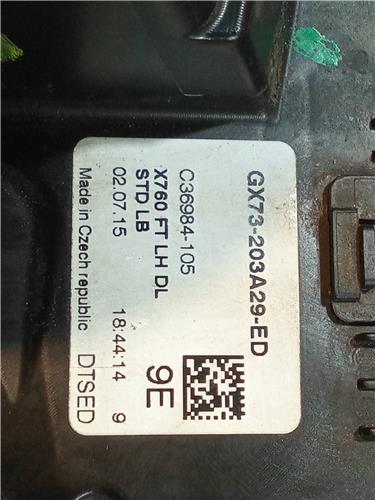 GX73-203A29-ED
C36984-105
X760 FT LH DL
STD LB
9E
02.07.15 18:44:14 9
Made in Czech republic DTSED